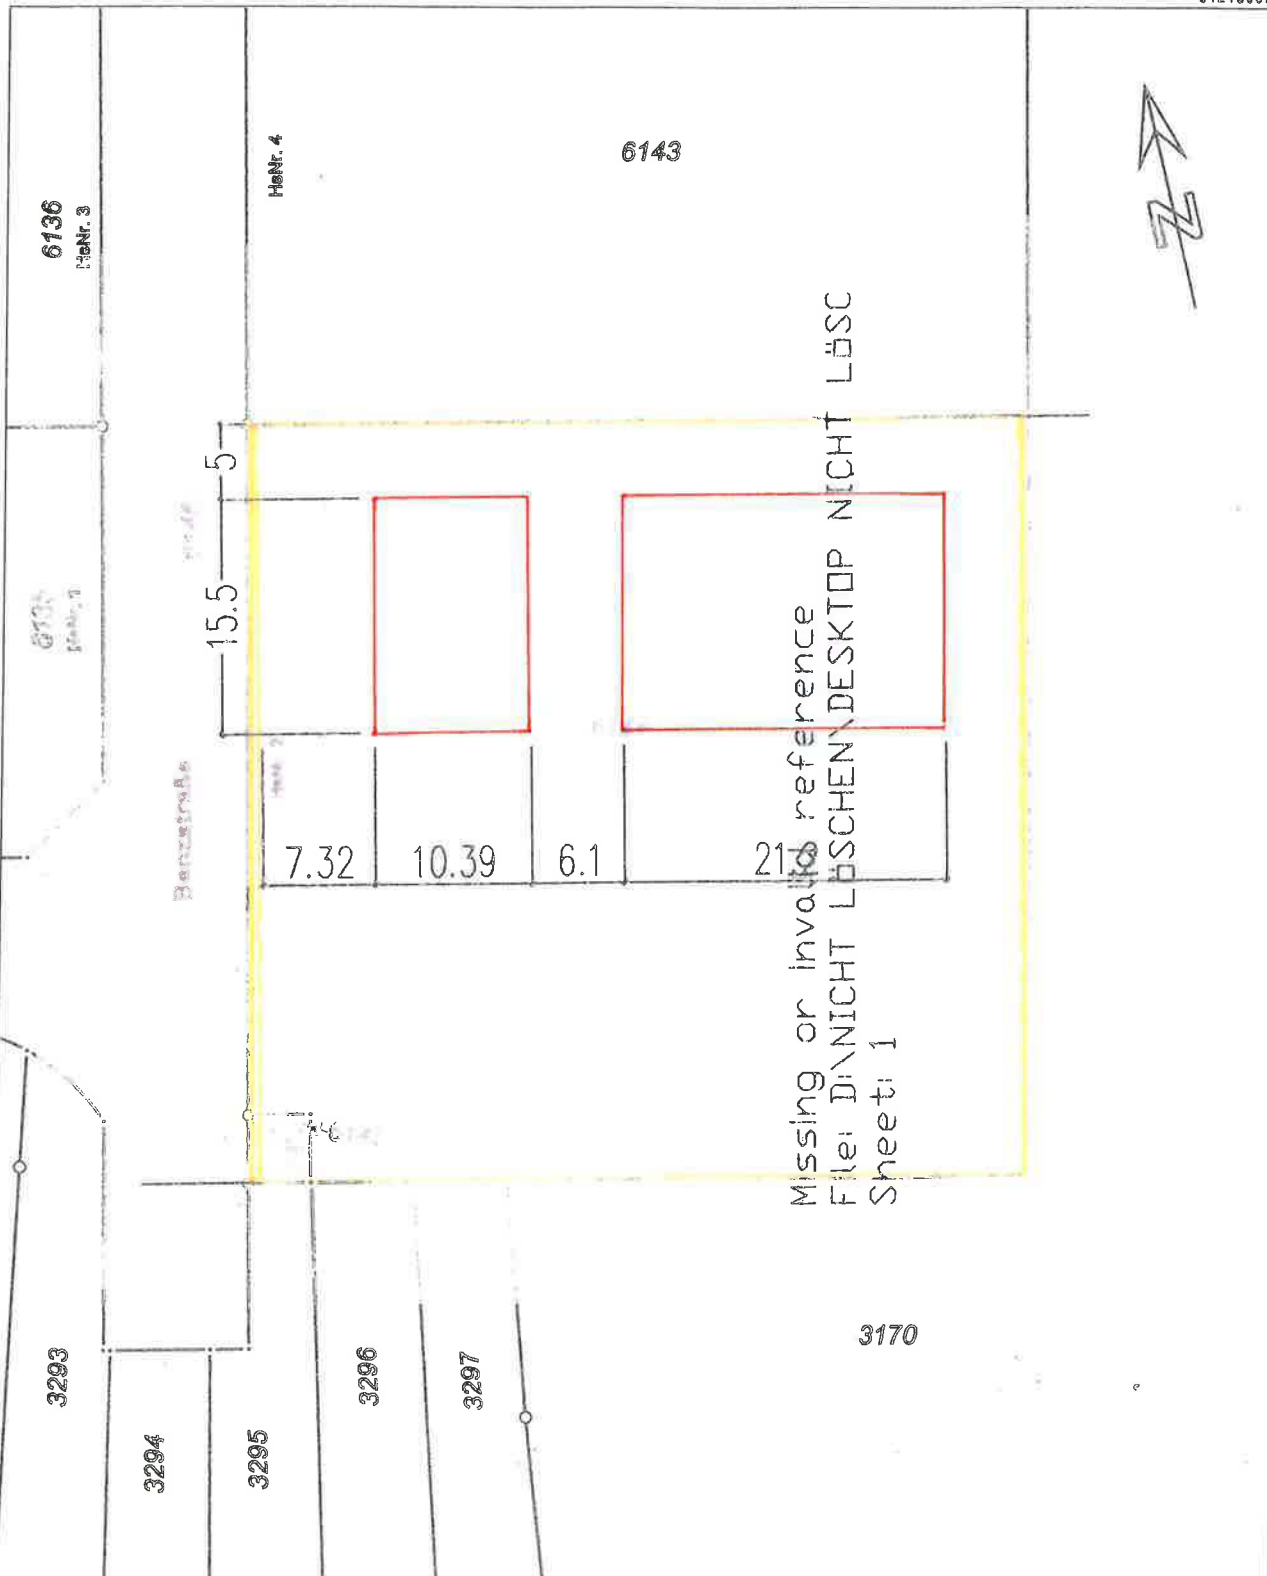 6136
HsNr. 3
HsNr. 4
6143
N
5
15.5
7.32
10.39
6.1
Missing or invalid reference
File: D:\NICHT LÖSCHEN\DESKTOP NICHT LÖSC
Sheet: 1
3293
3294
3295
3296
3297
3170